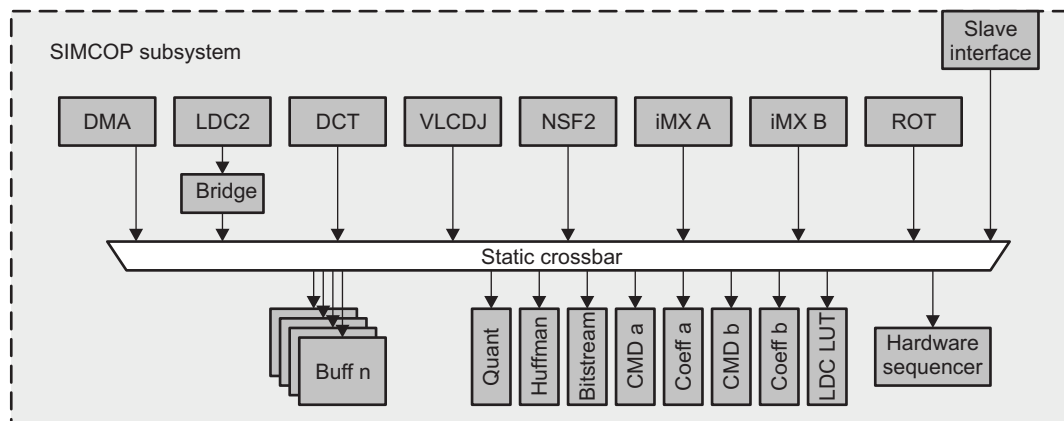 SIMCOP subsystem
Slave
interface
DMA
LDC2
DCT
VLCDJ
NSF2
iMX A
iMX B
ROT
Bridge
Static crossbar
Buff n
Quant
Huffman
Bitstream
CMD a
Coeff a
CMD b
Coeff b
LDC LUT
Hardware
sequencer